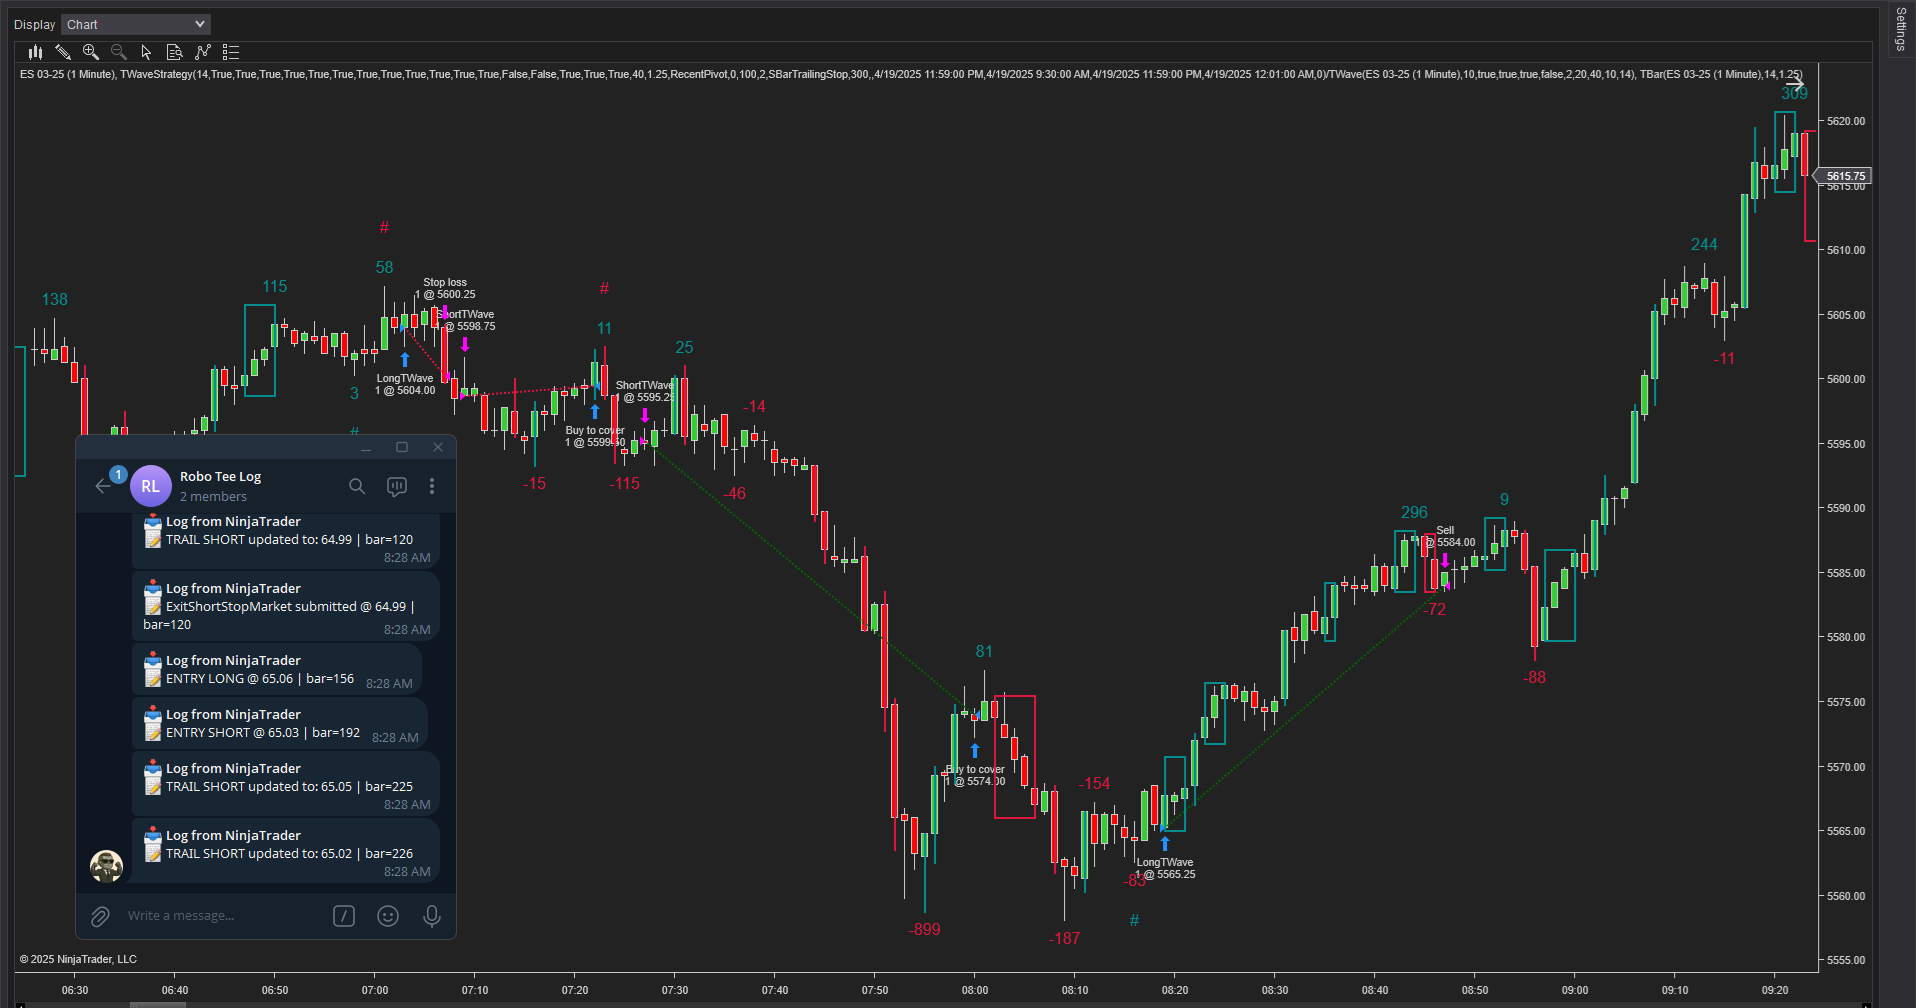 Display Chart
Settings
ES 03-25 (1 Minute), TWaveStrategy(14,True,True,True,True,True,True,True,True,True,True,True,True,False,False,True,True,True,40,1.25,RecentPivot,0,100,2,SBarTrailingStop,300,,4/19/2025 11:59:00 PM,4/19/2025 9:30:00 AM,4/19/2025 11:59:00 PM,4/19/2025 12:01:00 AM,0)/TWave(ES 03-25 (1 Minute),10,true,true,true,false,2,20,40,10,14), TBar(ES 03-25 (1 Minute),14,1.25)
309
5620.00
5615.75
5615.00
5610.00
5605.00
5600.00
5595.00
5590.00
5585.00
5580.00
5575.00
5570.00
5565.00
5560.00
5555.00
138
115
#
58
3
#
Stop loss
1 @ 5600.25
ShortTWave
1 @ 5598.75
LongTWave
1 @ 5604.00
#
11
-15
Buy to cover
1 @ 5599.50
ShortTWave
1 @ 5595.25
-115
25
-14
-46
-899
81
Buy to cover
1 @ 5574.00
-187
-154
-83
#
LongTWave
1 @ 5565.25
296
Sell
1 @ 5584.00
-72
9
-88
244
-11
1
RL
Robo Tee Log
2 members
Log from NinjaTrader
TRAIL SHORT updated to: 64.99 | bar=120
8:28 AM
Log from NinjaTrader
ExitShortStopMarket submitted @ 64.99 |
bar=120
8:28 AM
Log from NinjaTrader
ENTRY LONG @ 65.06 | bar=156
8:28 AM
Log from NinjaTrader
ENTRY SHORT @ 65.03 | bar=192
8:28 AM
Log from NinjaTrader
TRAIL SHORT updated to: 65.05 | bar=225
8:28 AM
Log from NinjaTrader
TRAIL SHORT updated to: 65.02 | bar=226
8:28 AM
Write a message...
© 2025 NinjaTrader, LLC
06:30 06:40 06:50 07:00 07:10 07:20 07:30 07:40 07:50 08:00 08:10 08:20 08:30 08:40 08:50 09:00 09:10 09:20